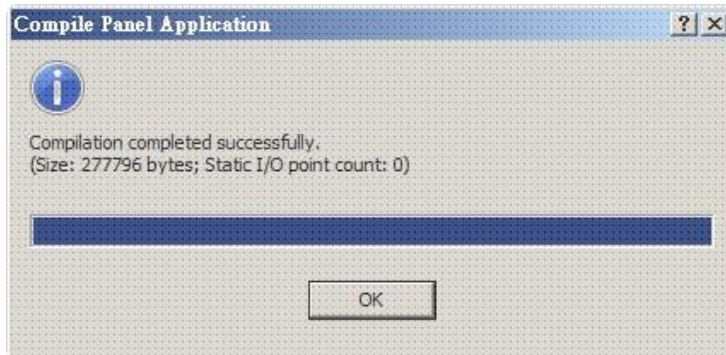 Compile Panel Application
Compilation completed successfully.
(Size: 277796 bytes; Static I/O point count: 0)
OK